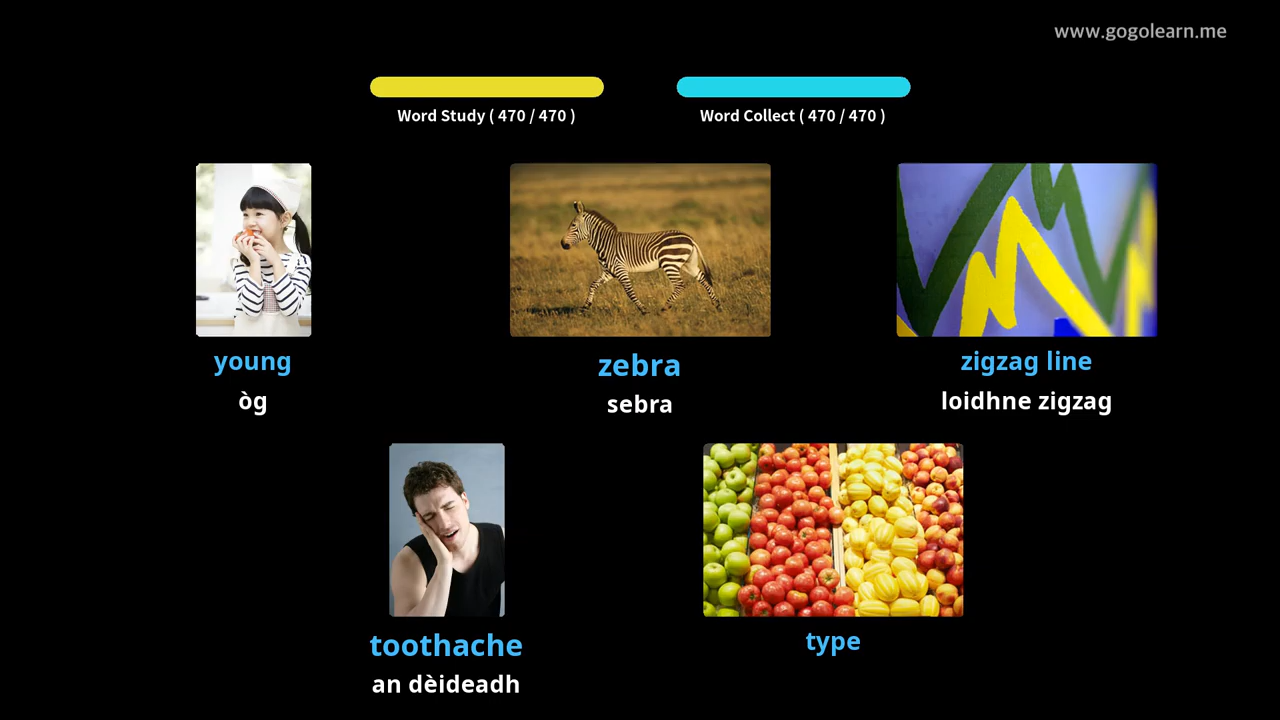 www.gogolearn.me
Word Study ( 470 / 470 )
Word Collect ( 470 / 470 )
young
zebra
zigzag line
òg
sebra
loidhne zigzag
toothache
type
an dèideadh